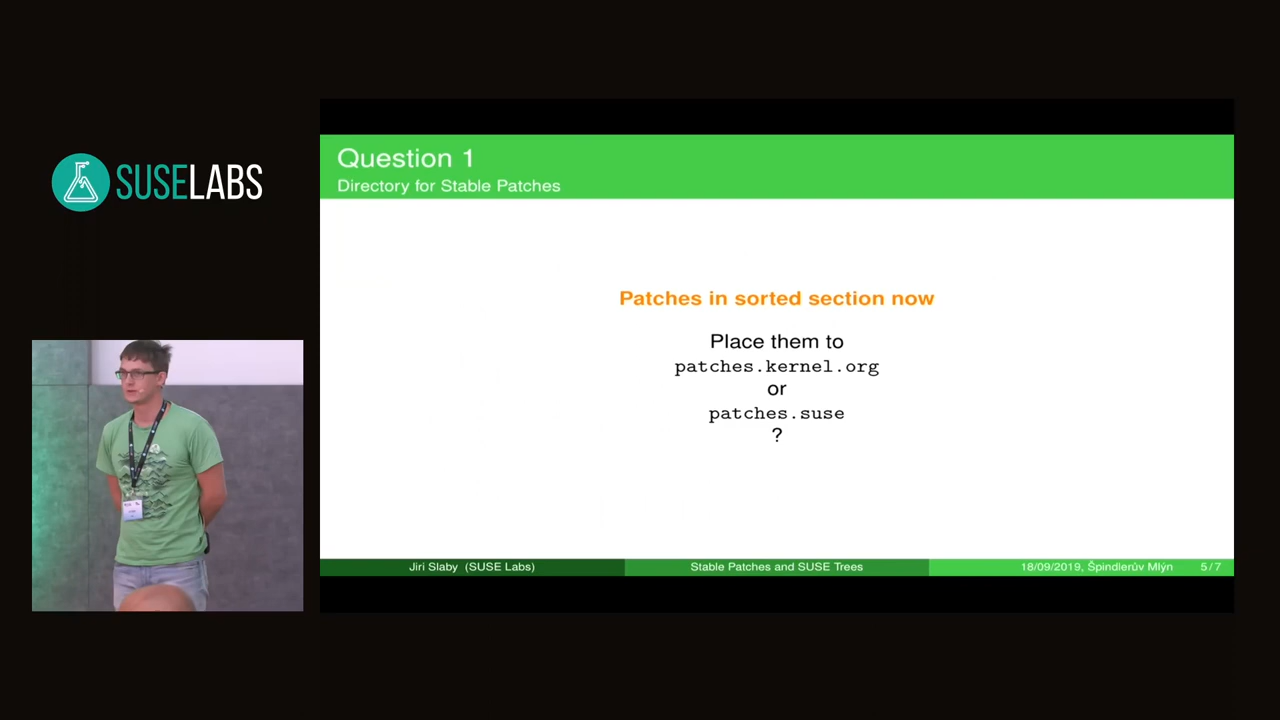 SUSELABS
Question 1
Directory for Stable Patches
Patches in sorted section now
Place them to
patches.kernel.org
or
patches.suse
?
Jiri Slaby (SUSE Labs)
Stable Patches and SUSE Trees
18/09/2019, Špindlerův Mlýn
5/7